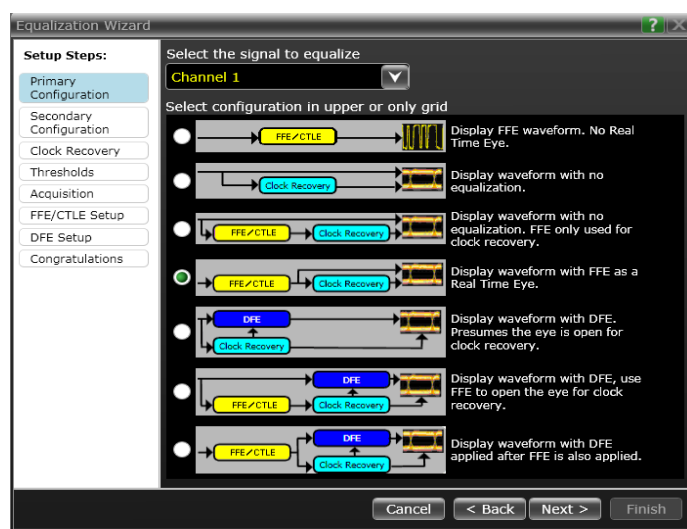 Equalization Wizard
?
X
Setup Steps:
Primary
Configuration
Secondary
Configuration
Clock Recovery
Thresholds
Acquisition
FFE/CTLE Setup
DFE Setup
Congratulations
Select the signal to equalize
Channel 1
Select configuration in upper or only grid
FFE/CTLE
Display FFE waveform. No Real
Time Eye.
Clock Recovery
Display waveform with no
equalization.
FFE/CTLE
Clock Recovery
Display waveform with no
equalization. FFE only used for
clock recovery.
FFE/CTLE
Clock Recovery
Display waveform with FFE as a
Real Time Eye.
DFE
Clock Recovery
Display waveform with DFE.
Presumes the eye is open for
clock recovery.
DFE
FFE/CTLE
Clock Recovery
Display waveform with DFE, use
FFE to open the eye for clock
recovery.
FFE/CTLE
DFE
Clock Recovery
Display waveform with DFE
applied after FFE is also applied.
Cancel
< Back
Next >
Finish